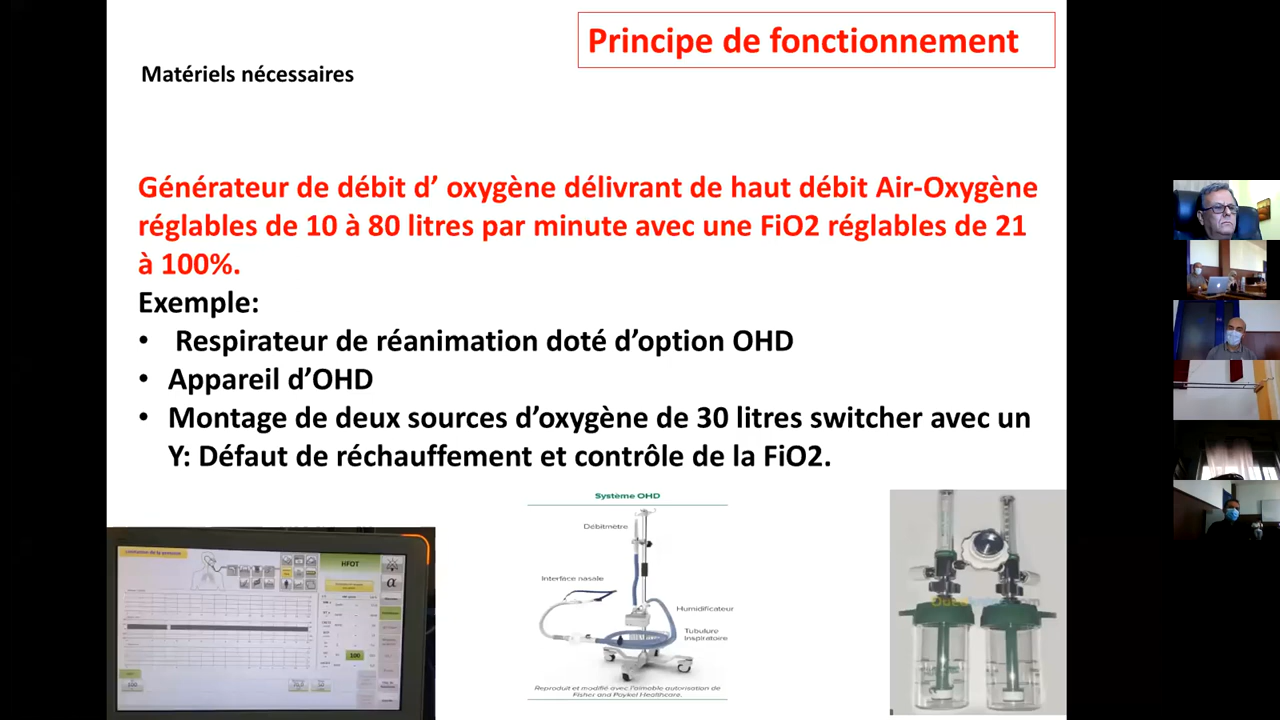 Principe de fonctionnement
Matériels nécessaires
Générateur de débit d’ oxygène délivrant de haut débit Air-Oxygène
réglables de 10 à 80 litres par minute avec une FiO2 réglables de 21
à 100%.
Exemple:
• Respirateur de réanimation doté d’option OHD
• Appareil d’OHD
• Montage de deux sources d’oxygène de 30 litres switcher avec un
Y: Défaut de réchauffement et contrôle de la FiO2.
Système OHD
Débitmètre
Interface nasale
Humidificateur
Tubulure
inspiratoire
Reproduit et modifié avec l'aimable autorisation de
Fisher and Paykel Healthcare.
HFOT
α
100